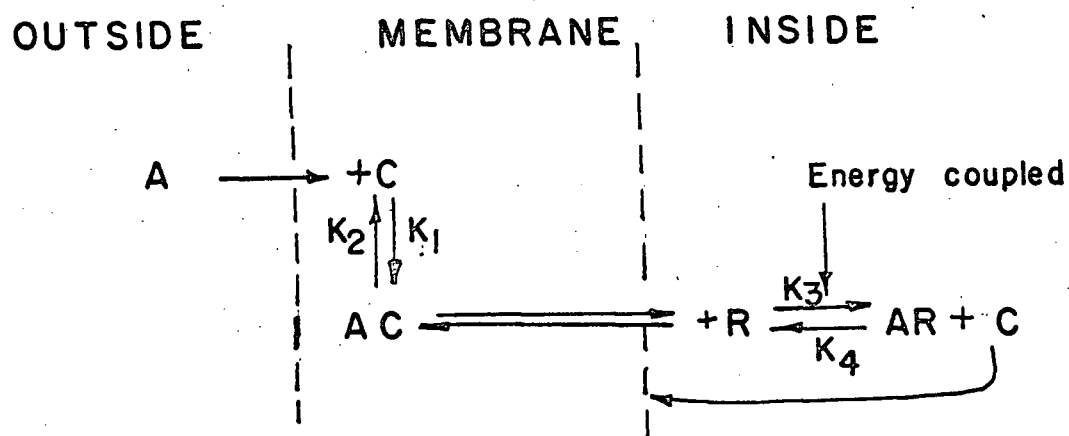 OUTSIDE MEMBRANE INSIDE
A +C Energy coupled
K2 K1
K3
AC +R AR + C
K4